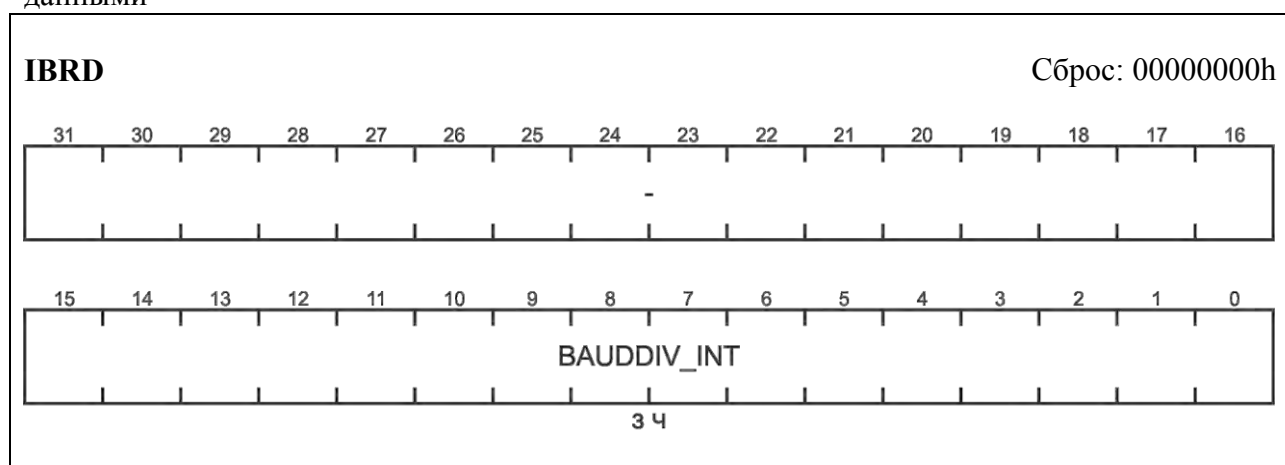 данными
IBRD Сброс: 00000000h
31 30 29 28 27 26 25 24 23 22 21 20 19 18 17 16
-
15 14 13 12 11 10 9 8 7 6 5 4 3 2 1 0
BAUDDIV_INT
З Ч